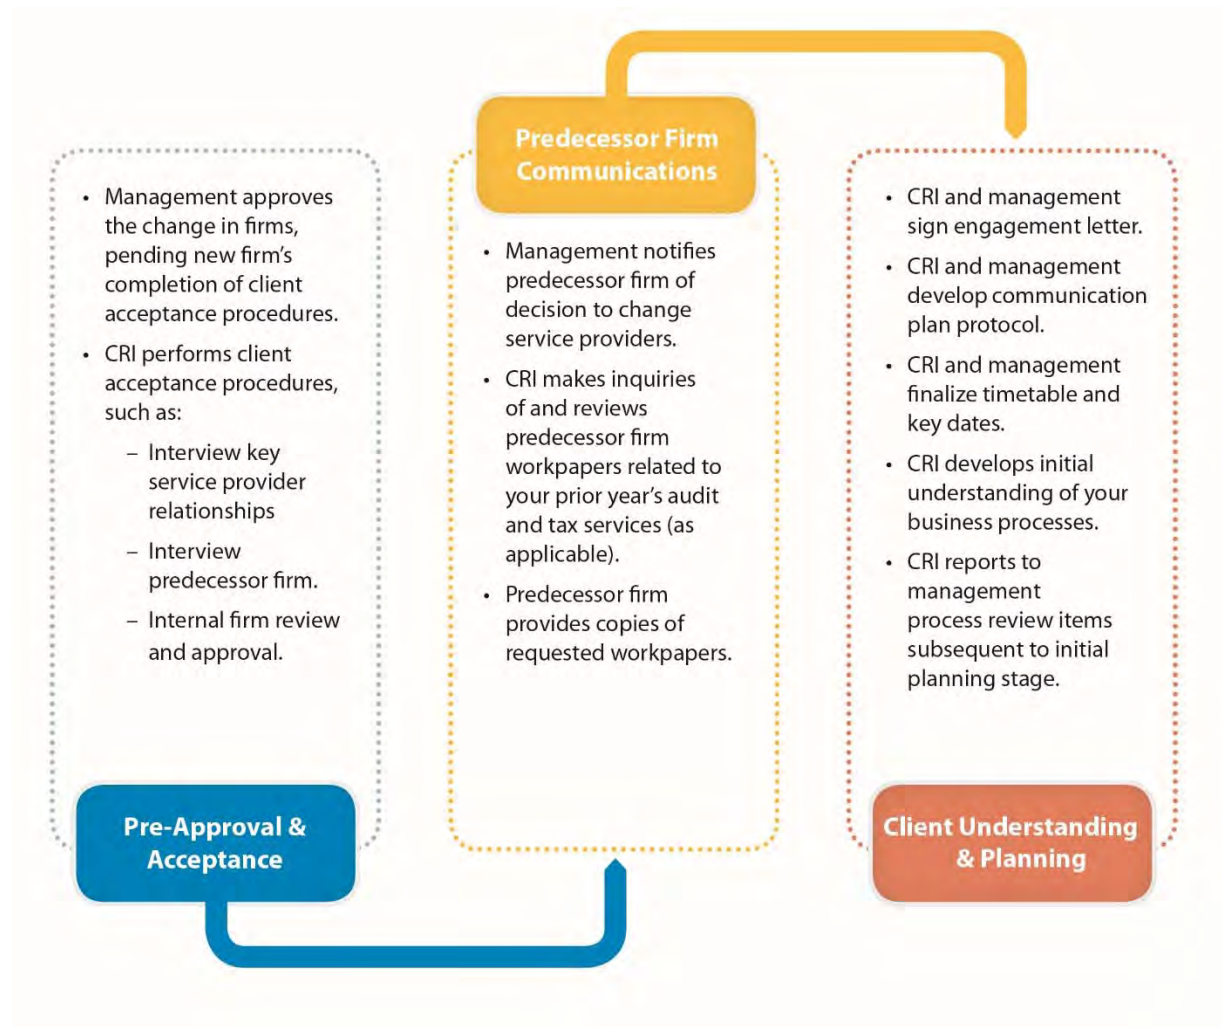 • Management approves
the change in firms,
pending new firm's
completion of client
acceptance procedures.
• CRI performs client
acceptance procedures,
such as:
– Interview key
service provider
relationships
– Interview
predecessor firm.
– Internal firm review
and approval.
Pre-Approval &
Acceptance
Predecessor Firm
Communications
• Management notifies
predecessor firm of
decision to change
service providers.
• CRI makes inquiries
of and reviews
predecessor firm
workpapers related to
your prior year's audit
and tax services (as
applicable).
• Predecessor firm
provides copies of
requested workpapers.
• CRI and management
sign engagement letter.
• CRI and management
develop communication
plan protocol.
• CRI and management
finalize timetable and
key dates.
• CRI develops initial
understanding of your
business processes.
• CRI reports to
management
process review items
subsequent to initial
planning stage.
Client Understanding
& Planning